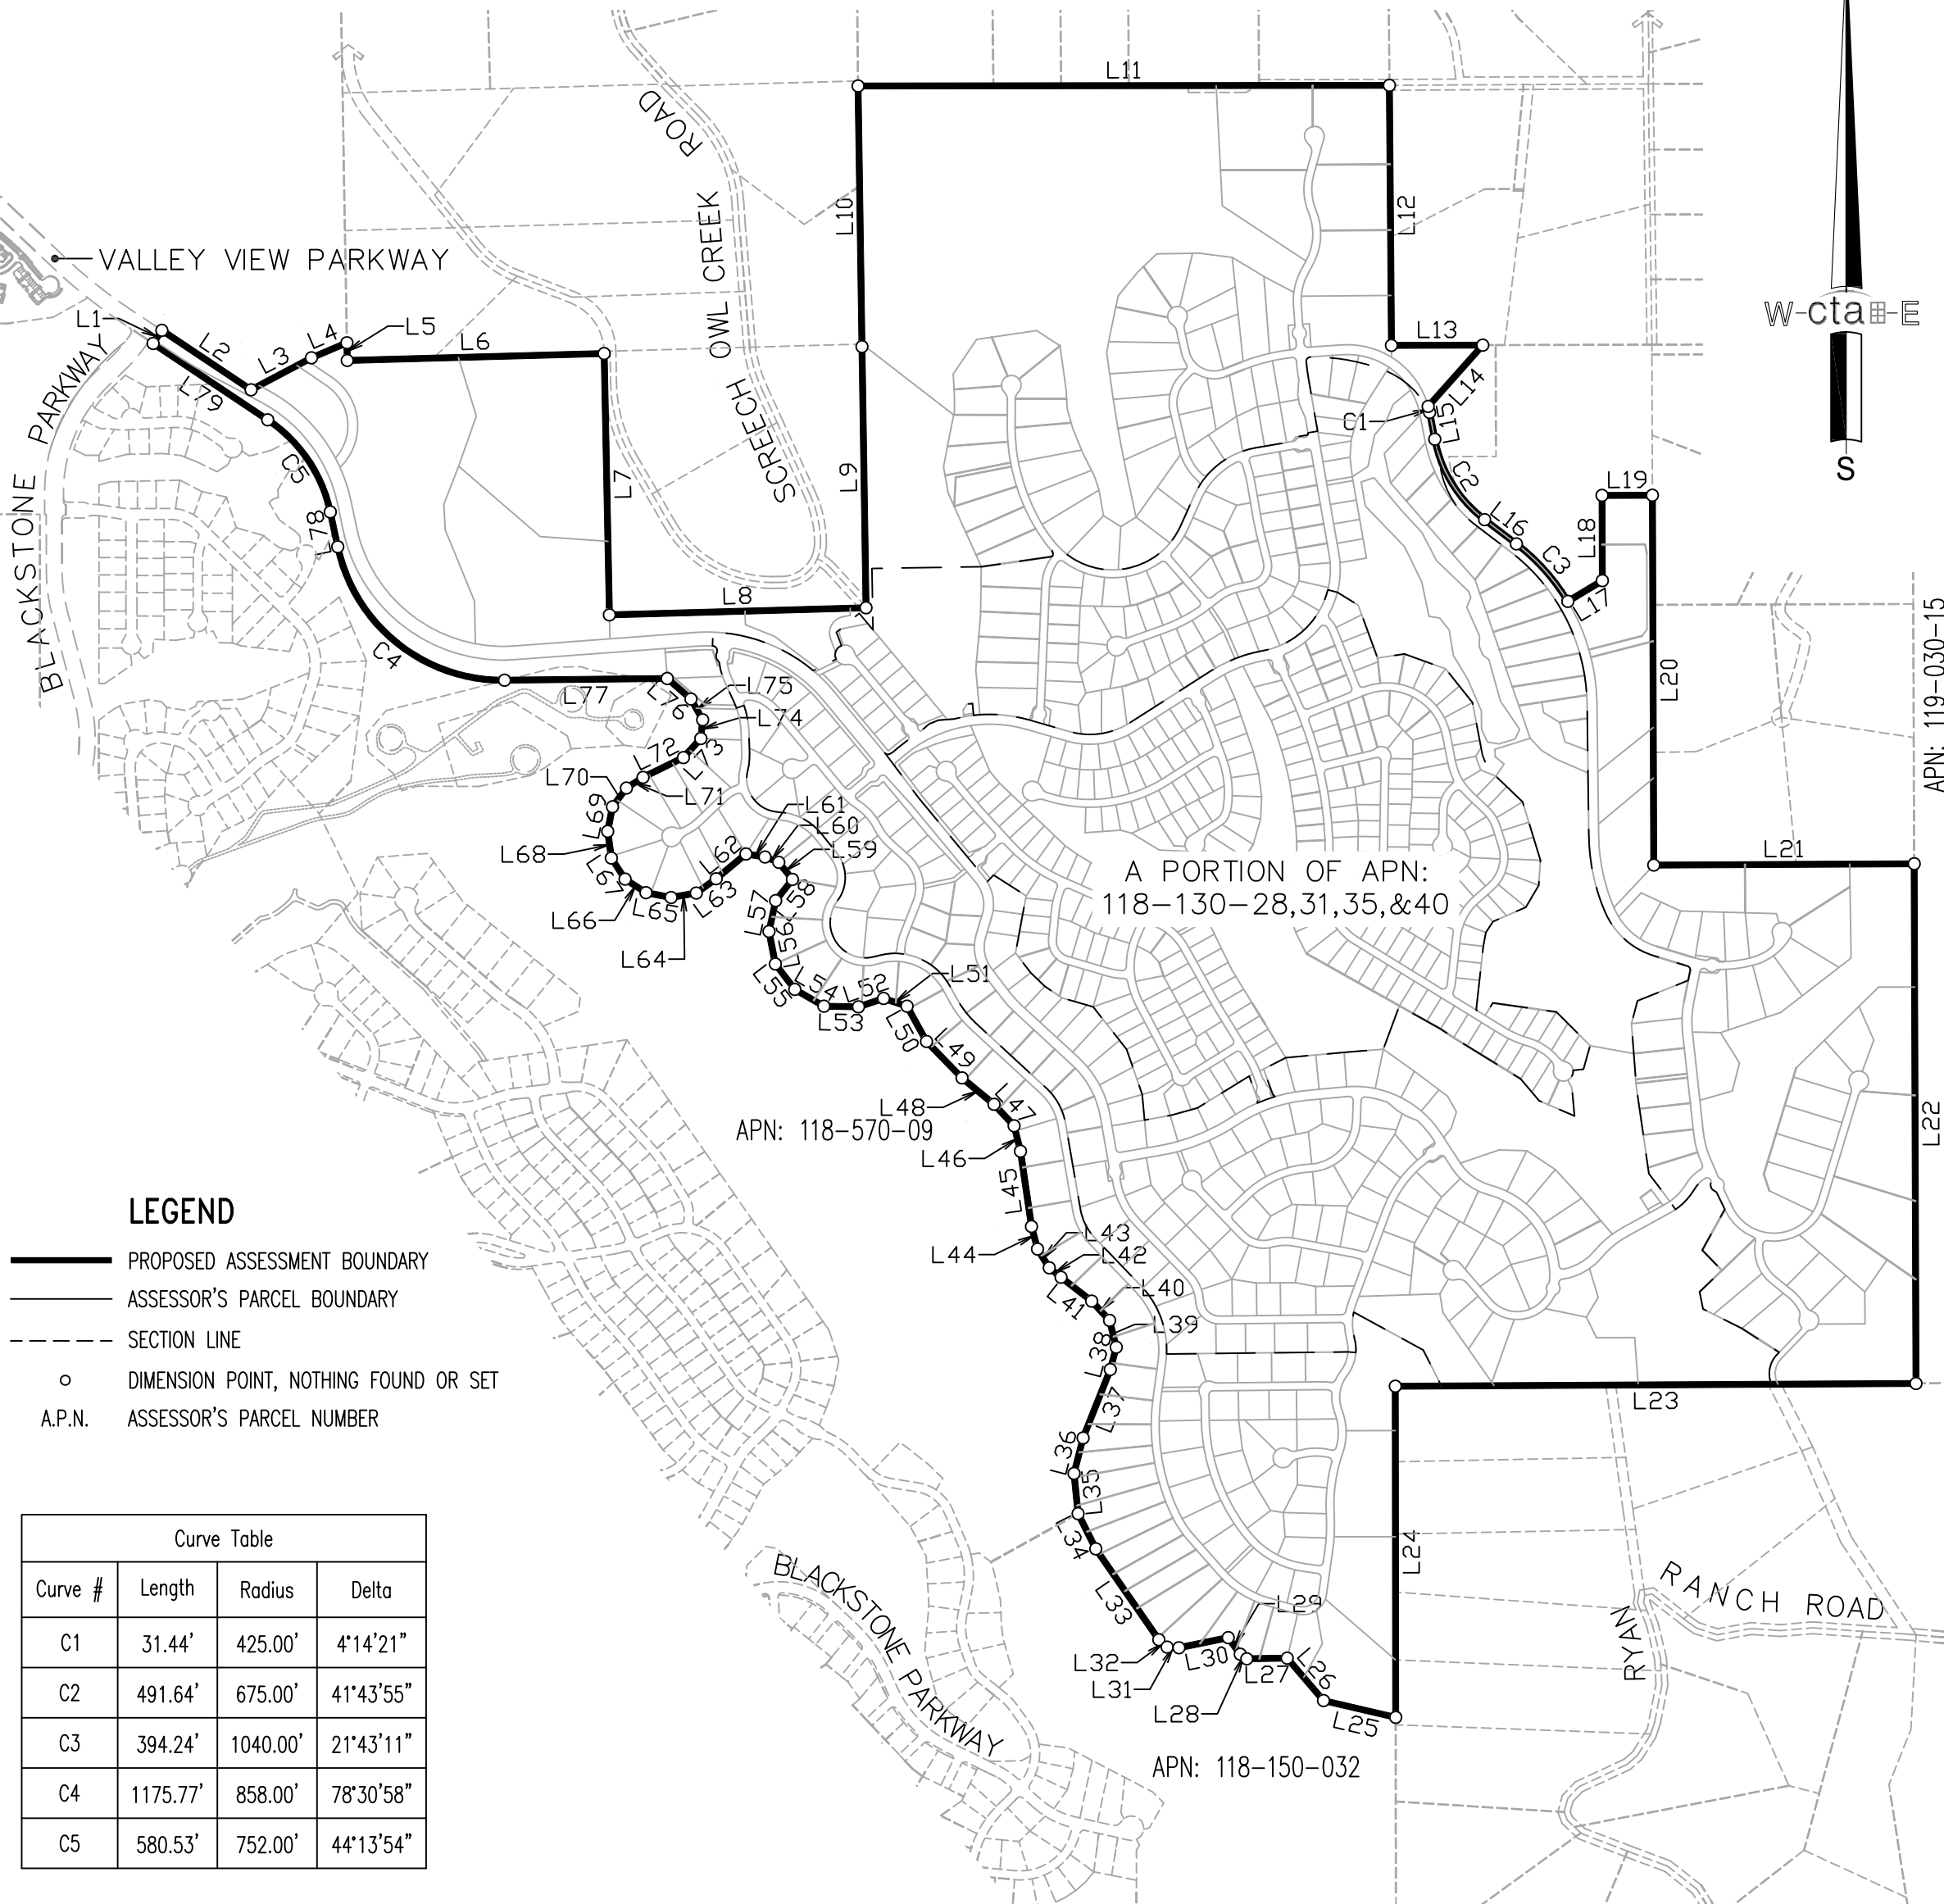 L11
ROAD
L10
L12
OWL CREEK
VALLEY VIEW PARKWAY
W-cta-E
S
L1
L2
L3
L4
L5
L6
L13
L14
PARKWAY
L79
C1
L15
C5
L7
SCREECH
L9
C2
L19
BLACKSTONE
L78
L16
L18
C3
L17
L8
APN: 119-030-15
C4
L20
L77
L76
L75
L74
L73
L72
L70
L71
L69
L61
L60
L62
L59
L68
L67
L63
L58
L66
L65
L57
L64
L56
A PORTION OF APN:
118-130-28,31,35,&40
L21
L55
L54
L52
L51
L53
L50
L49
L48
L47
APN: 118-570-09
L46
L22
L45
L44
L43
L42
L41
L40
L39
L38
L37
L23
L36
L35
L34
L24
L33
L29
L32
L30
L31
L27
L26
L28
L25
APN: 118-150-032
RANCH ROAD
RYAN
BLACKSTONE PARKWAY
LEGEND
PROPOSED ASSESSMENT BOUNDARY
ASSESSOR'S PARCEL BOUNDARY
SECTION LINE
DIMENSION POINT, NOTHING FOUND OR SET
A.P.N. ASSESSOR'S PARCEL NUMBER
Curve Table
Curve # Length Radius Delta
C1 31.44' 425.00' 4°14'21"
C2 491.64' 675.00' 41°43'55"
C3 394.24' 1040.00' 21°43'11"
C4 1175.77' 858.00' 78°30'58"
C5 580.53' 752.00' 44°13'54"